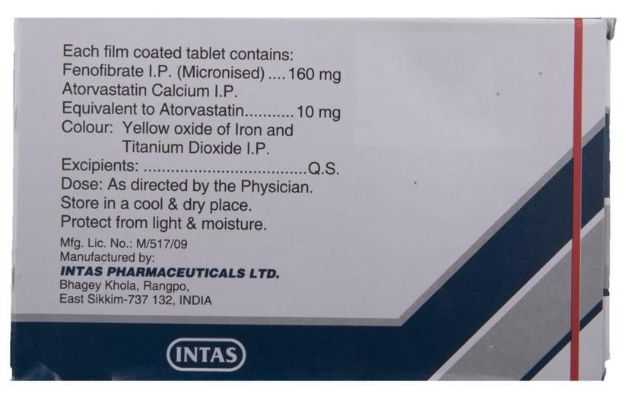 Each film coated tablet contains:
Fenofibrate I.P. (Micronised) .... 160 mg
Atorvastatin Calcium I.P.
Equivalent to Atorvastatin........... 10 mg
Colour: Yellow oxide of Iron and
Titanium Dioxide I.P.
Excipients: ....................................Q.S.
Dose: As directed by the Physician.
Store in a cool & dry place.
Protect from light & moisture.
Mfg. Lic. No.: M/517/09
Manufactured by:
INTAS PHARMACEUTICALS LTD.
Bhagey Khola, Rangpo,
East Sikkim-737 132, INDIA
INTAS